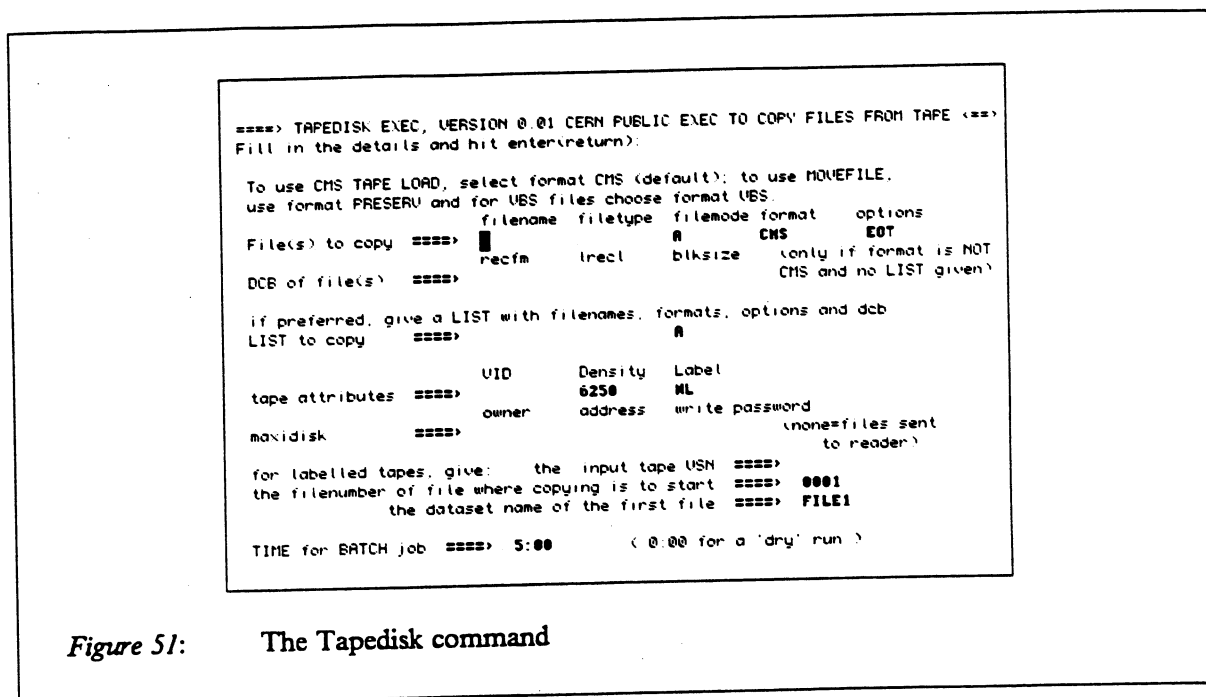 ====> TAPEDISK EXEC, VERSION 0.01 CERN PUBLIC EXEC TO COPY FILES FROM TAPE <==>
Fill in the details and hit enter(return):
To use CMS TAPE LOAD, select format CMS (default); to use MOVEFILE,
use format PRESERV and for VBS files choose format VBS.
filename filetype filemode format options
File(s) to copy ====> A CMS EOT
recfm lrecl blksize (only if format is NOT
DCB of file(s) ====> CMS and no LIST given)
if preferred, give a LIST with filenames, formats, options and dcb
LIST to copy ====> A
VID Density Label
tape attributes ====> 6250 NL
owner address write password
maxidisk ====> (none=files sent
to reader)
for labelled tapes, give: the input tape VSN ====>
the filenumber of file where copying is to start ====> 0001
the dataset name of the first file ====> FILE1
TIME for BATCH job ====> 5:00 ( 0:00 for a 'dry' run )
Figure 51: The Tapedisk command